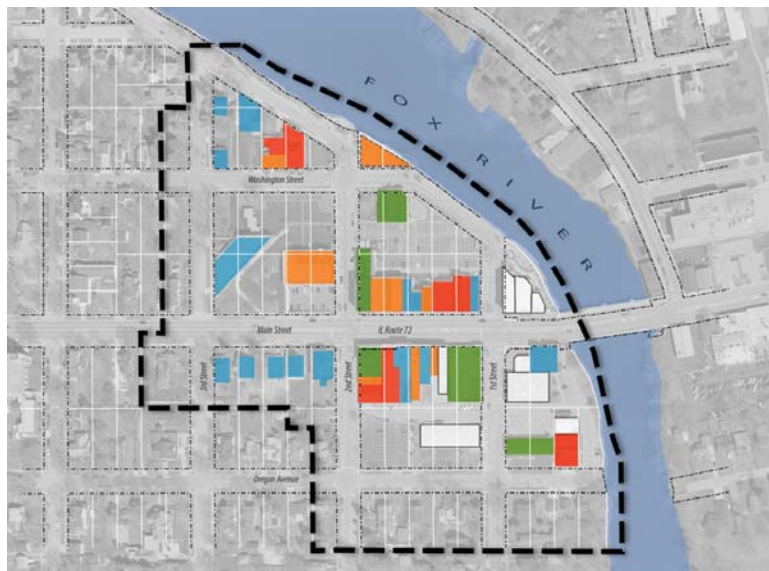 FOX RIVER
Washington Street
Main Street
IL Route 72
3rd Street
2nd Street
1st Street
Oregon Avenue